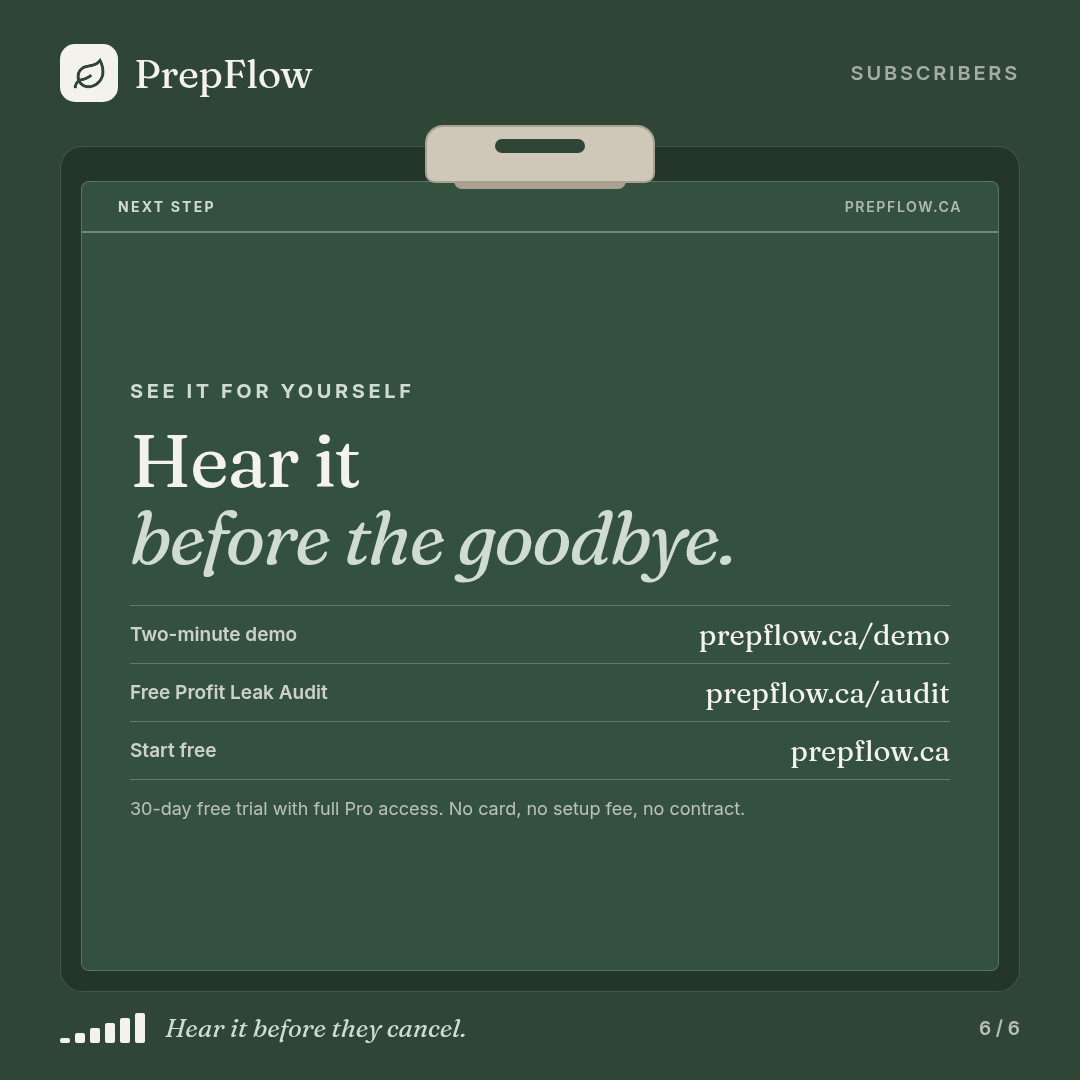 PrepFlow
SUBSCRIBERS
NEXT STEP
PREPFLOW.CA
SEE IT FOR YOURSELF
Hear it
before the goodbye.
Two-minute demo
prepflow.ca/demo
Free Profit Leak Audit
prepflow.ca/audit
Start free
prepflow.ca
30-day free trial with full Pro access. No card, no setup fee, no contract.
Hear it before they cancel.
6 / 6